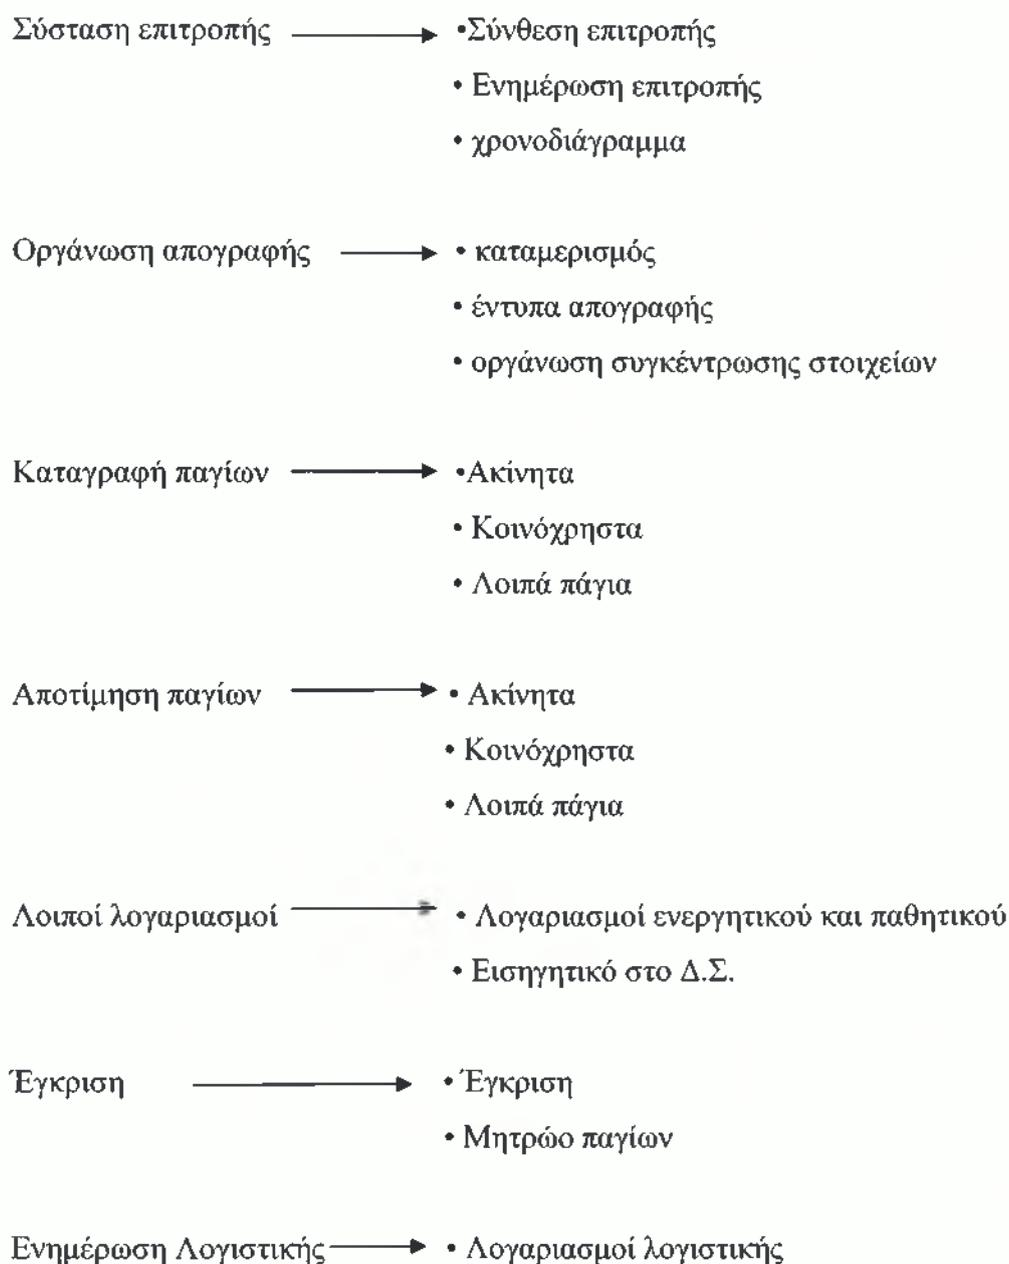 Σύσταση επιτροπής → •Σύνθεση επιτροπής
• Ενημέρωση επιτροπής
• χρονοδιάγραμμα
Οργάνωση απογραφής → • καταμερισμός
• έντυπα απογραφής
• οργάνωση συγκέντρωσης στοιχείων
Καταγραφή παγίων → •Ακίνητα
• Κοινόχρηστα
• Λοιπά πάγια
Αποτίμηση παγίων → • Ακίνητα
• Κοινόχρηστα
• Λοιπά πάγια
Λοιποί λογαριασμοί → • Λογαριασμοί ενεργητικού και παθητικού
• Εισηγητικό στο Δ.Σ.
Έγκριση → • Έγκριση
• Μητρώο παγίων
Ενημέρωση Λογιστικής → • Λογαριασμοί λογιστικής